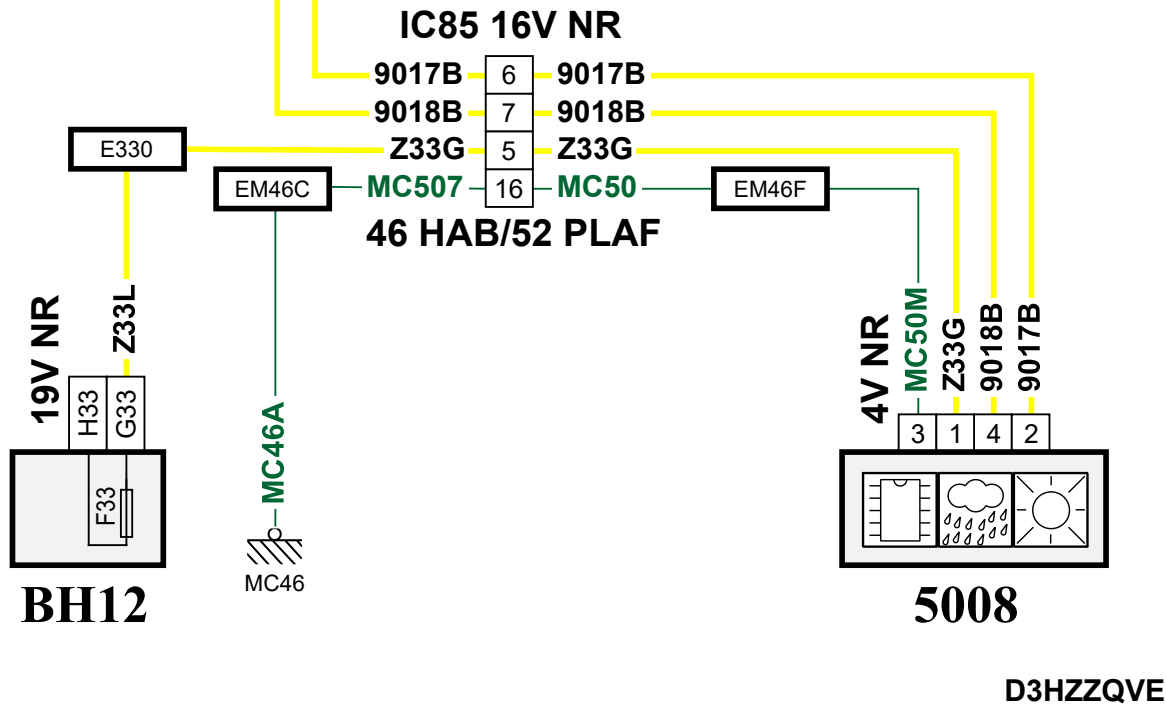 IC85 16V NR
9017B 6 9017B
9018B 7 9018B
E330 Z33G 5 Z33G
EM46C MC507 16 MC50 EM46F
46 HAB/52 PLAF
19V NR
Z33L
H33
G33
F33
BH12
MC46A
MC46
4V NR
MC50M
Z33G
9018B
9017B
3 1 4 2
5008
D3HZZQVE